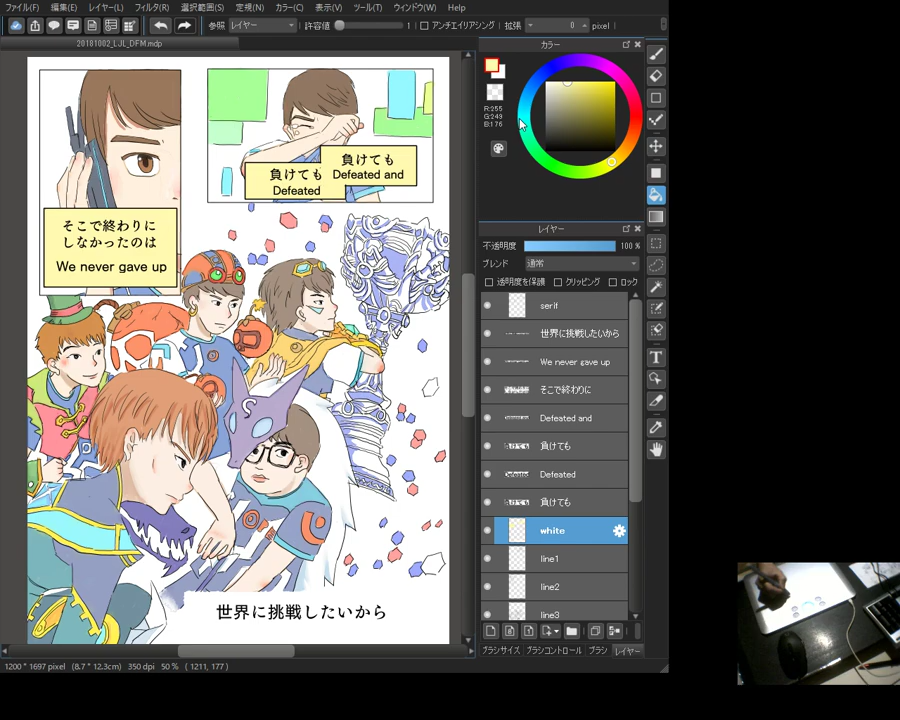 ファイル(F) 編集(E) レイヤー(L) フィルタ(R) 選択範囲(S) 定規(N) カラー(C) 表示(V) ツール(T) ウィンドウ(W) Help
参照 レイヤー 許容値 1 アンチエイリアシング 拡張 0 pixel
20181002_LJL_DFM.mdp
カラー
R:255
G:249
B:176
負けても
Defeated
負けても
Defeated and
そこで終わりに
しなかったのは
We never gave up
世界に挑戦したいから
レイヤー
不透明度 100 %
ブレンド 通常
透明度を保護 クリッピング ロック
serif
世界に挑戦したいから
We never gave up
そこで終わりに
Defeated and
負けても
Defeated
負けても
white
line1
line2
line3
ブラシサイズ ブラシコントロール ブラシ レイヤー
1200 * 1697 pixel (8.7 * 12.3cm) 350 dpi 50 % ( 1211, 177 )